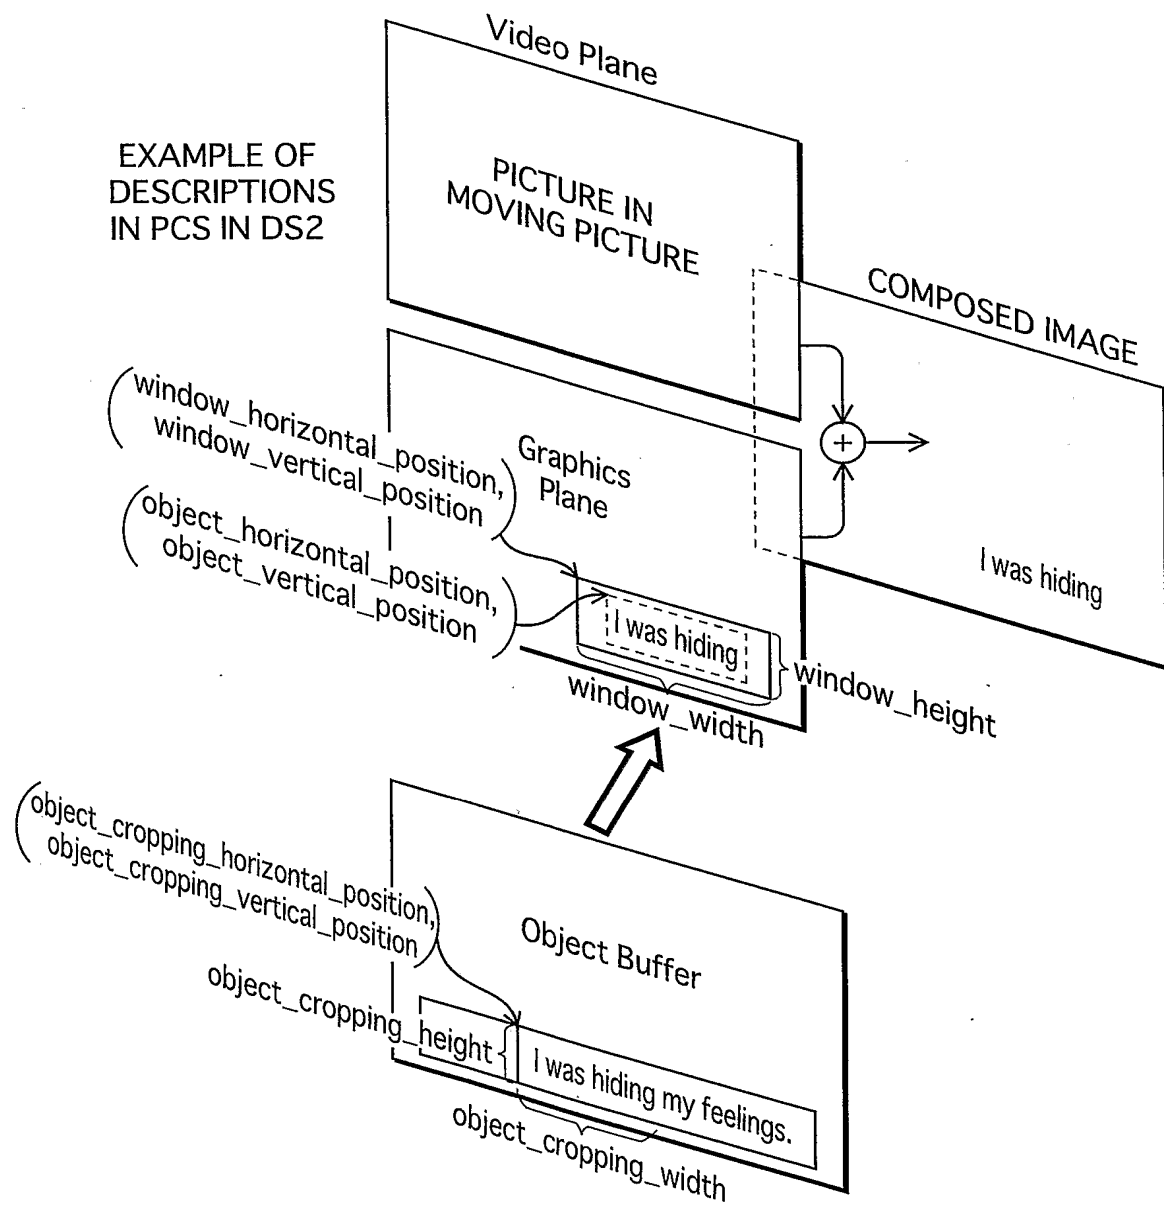 Video Plane
EXAMPLE OF
DESCRIPTIONS
IN PCS IN DS2
PICTURE IN
MOVING PICTURE
COMPOSED IMAGE
(window_horizontal_position,
window_vertical_position)
Graphics
Plane
(object_horizontal_position,
object_vertical_position)
+
I was hiding
I was hiding
window_height
window_width
(object_cropping_horizontal_position,
object_cropping_vertical_position)
Object Buffer
object_cropping_height
I was hiding my feelings.
object_cropping_width